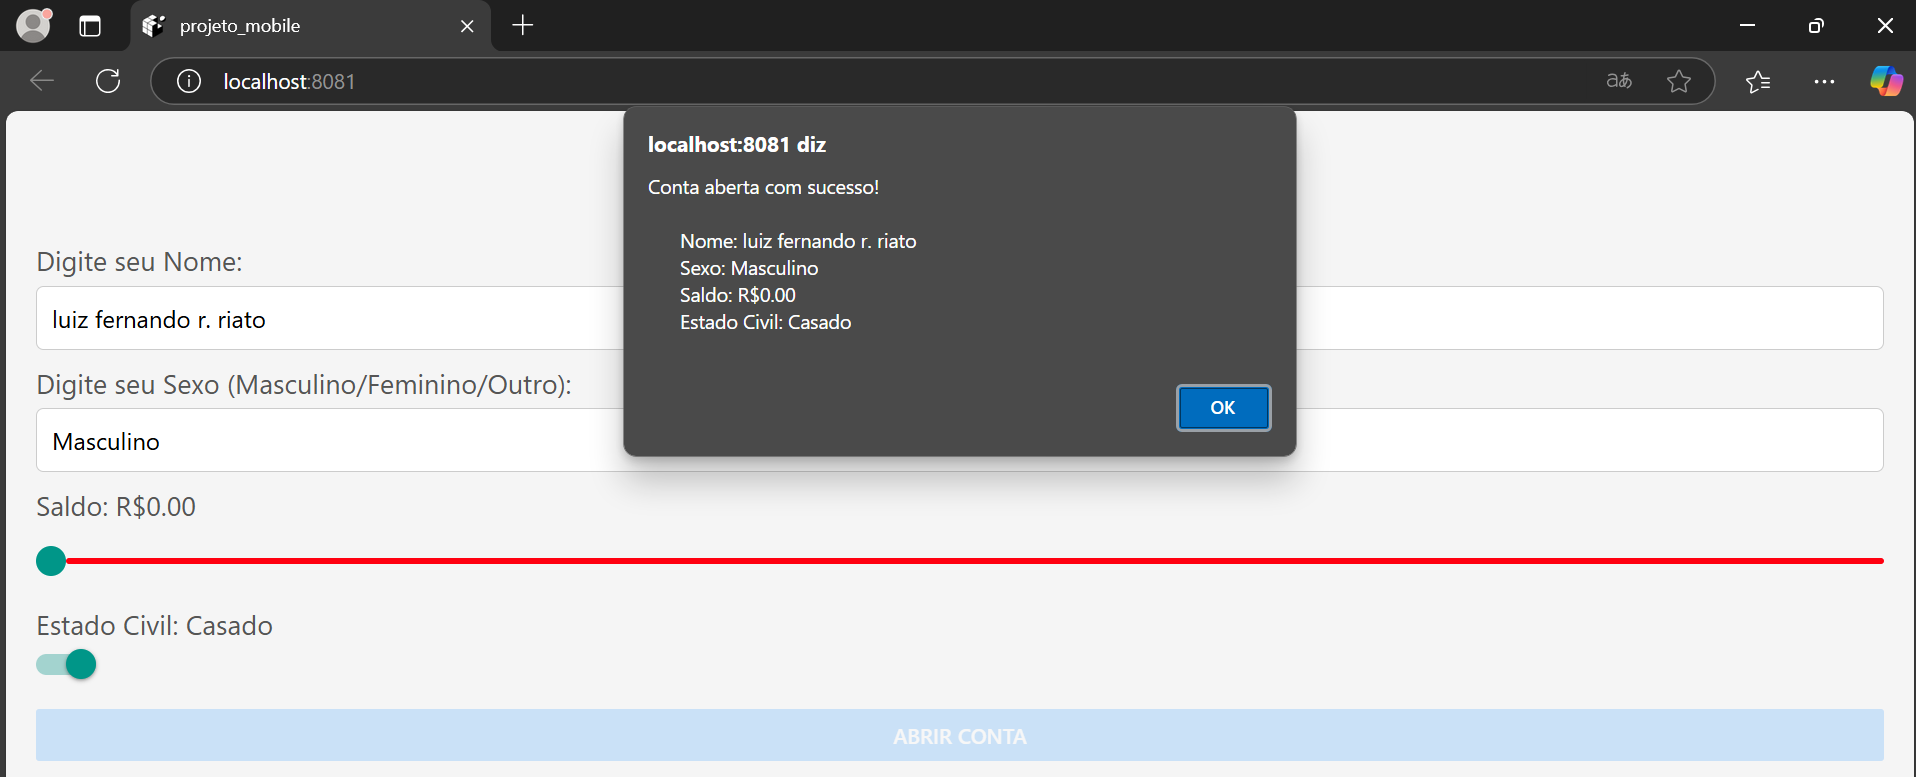 projeto_mobile
localhost:8081
aあ
localhost:8081 diz
Conta aberta com sucesso!
Nome: luiz fernando r. riato
Sexo: Masculino
Saldo: R$0.00
Estado Civil: Casado
OK
Digite seu Nome:
luiz fernando r. riato
Digite seu Sexo (Masculino/Feminino/Outro):
Masculino
Saldo: R$0.00
Estado Civil: Casado
ABRIR CONTA